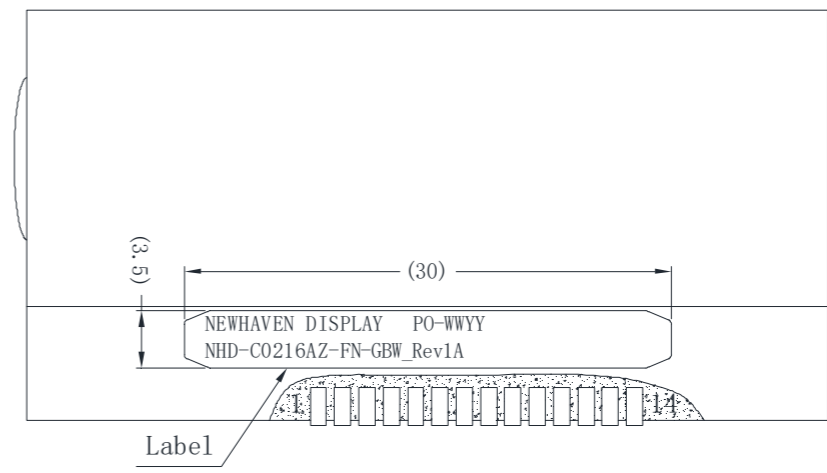 (3.5)
(30)
NEWHAVEN DISPLAY PO-WWYY
NHD-C0216AZ-FN-GBW_Rev1A
1 14
Label